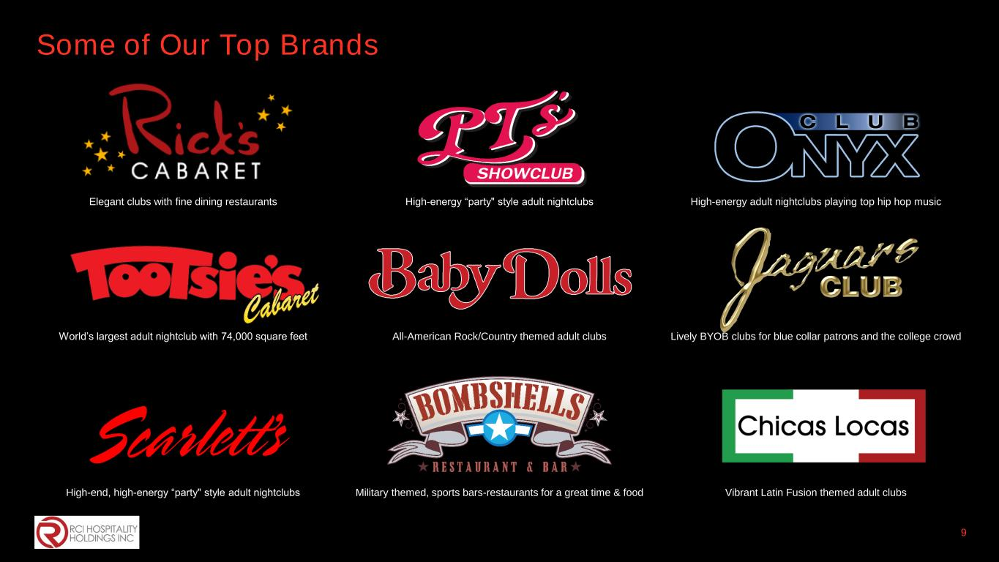 Some of Our Top Brands
Rick's
CABARET
PT's
SHOWCLUB
CLUB
ONYX
Elegant clubs with fine dining restaurants
High-energy “party” style adult nightclubs
High-energy adult nightclubs playing top hip hop music
TooTsie's
Cabaret
Baby Dolls
Jaguars
CLUB
World’s largest adult nightclub with 74,000 square feet
All-American Rock/Country themed adult clubs
Lively BYOB clubs for blue collar patrons and the college crowd
Scarlett's
BOMBSHELLS
RESTAURANT & BAR
Chicas Locas
High-end, high-energy “party” style adult nightclubs
Military themed, sports bars-restaurants for a great time & food
Vibrant Latin Fusion themed adult clubs
RCI HOSPITALITY
HOLDINGS INC
9